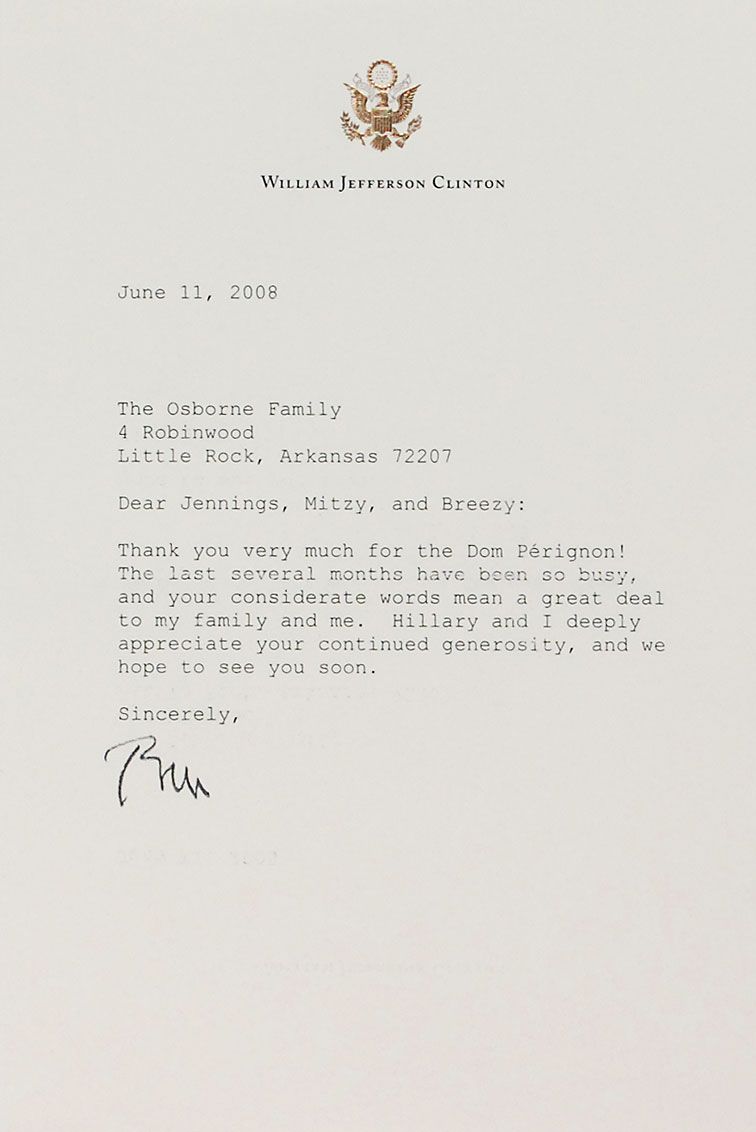 WILLIAM JEFFERSON CLINTON
June 11, 2008
The Osborne Family
4 Robinwood
Little Rock, Arkansas 72207
Dear Jennings, Mitzy, and Breezy:
Thank you very much for the Dom Pérignon!
The last several months have been so busy,
and your considerate words mean a great deal
to my family and me. Hillary and I deeply
appreciate your continued generosity, and we
hope to see you soon.
Sincerely,
Bill